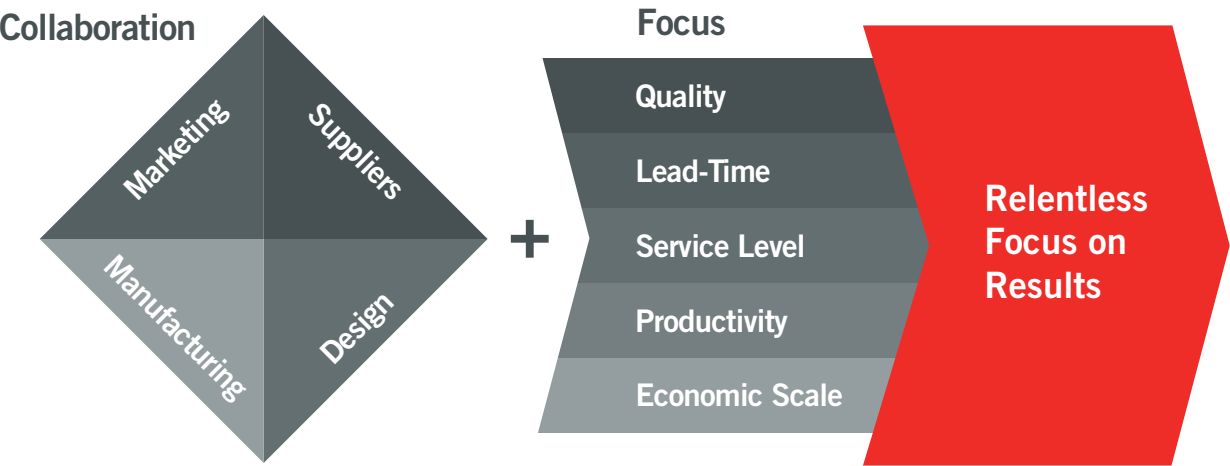 Collaboration
Marketing
Suppliers
Manufacturing
Design
+
Focus
Quality
Lead-Time
Service Level
Productivity
Economic Scale
Relentless
Focus on
Results